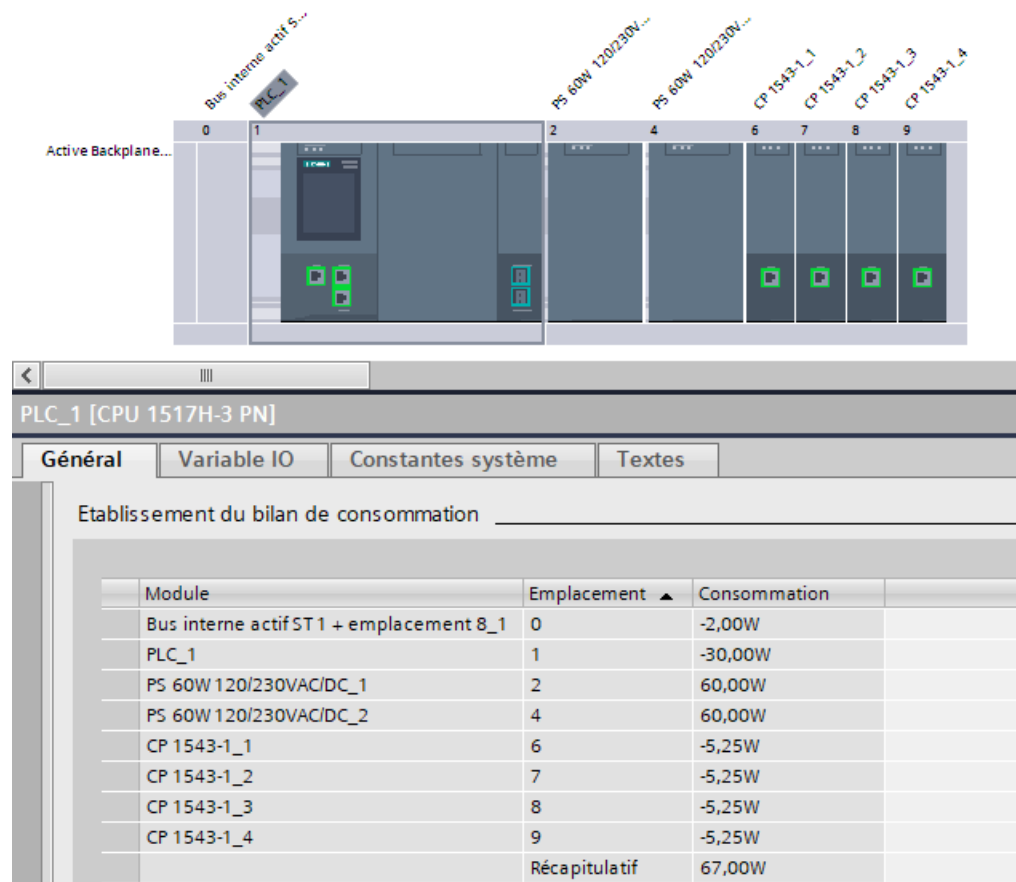 Bus interne actif S...
PLC_1
PS 60W 120/230V...
PS 60W 120/230V...
CP 1543-1_1
CP 1543-1_2
CP 1543-1_3
CP 1543-1_4
0 1 2 4 6 7 8 9
Active Backplane...
PLC_1 [CPU 1517H-3 PN]
Général Variable IO Constantes système Textes
Etablissement du bilan de consommation
Module Emplacement Consommation
Bus interne actif ST 1 + emplacement 8_1 0 -2,00W
PLC_1 1 -30,00W
PS 60W 120/230VAC/DC_1 2 60,00W
PS 60W 120/230VAC/DC_2 4 60,00W
CP 1543-1_1 6 -5,25W
CP 1543-1_2 7 -5,25W
CP 1543-1_3 8 -5,25W
CP 1543-1_4 9 -5,25W
Récapitulatif 67,00W